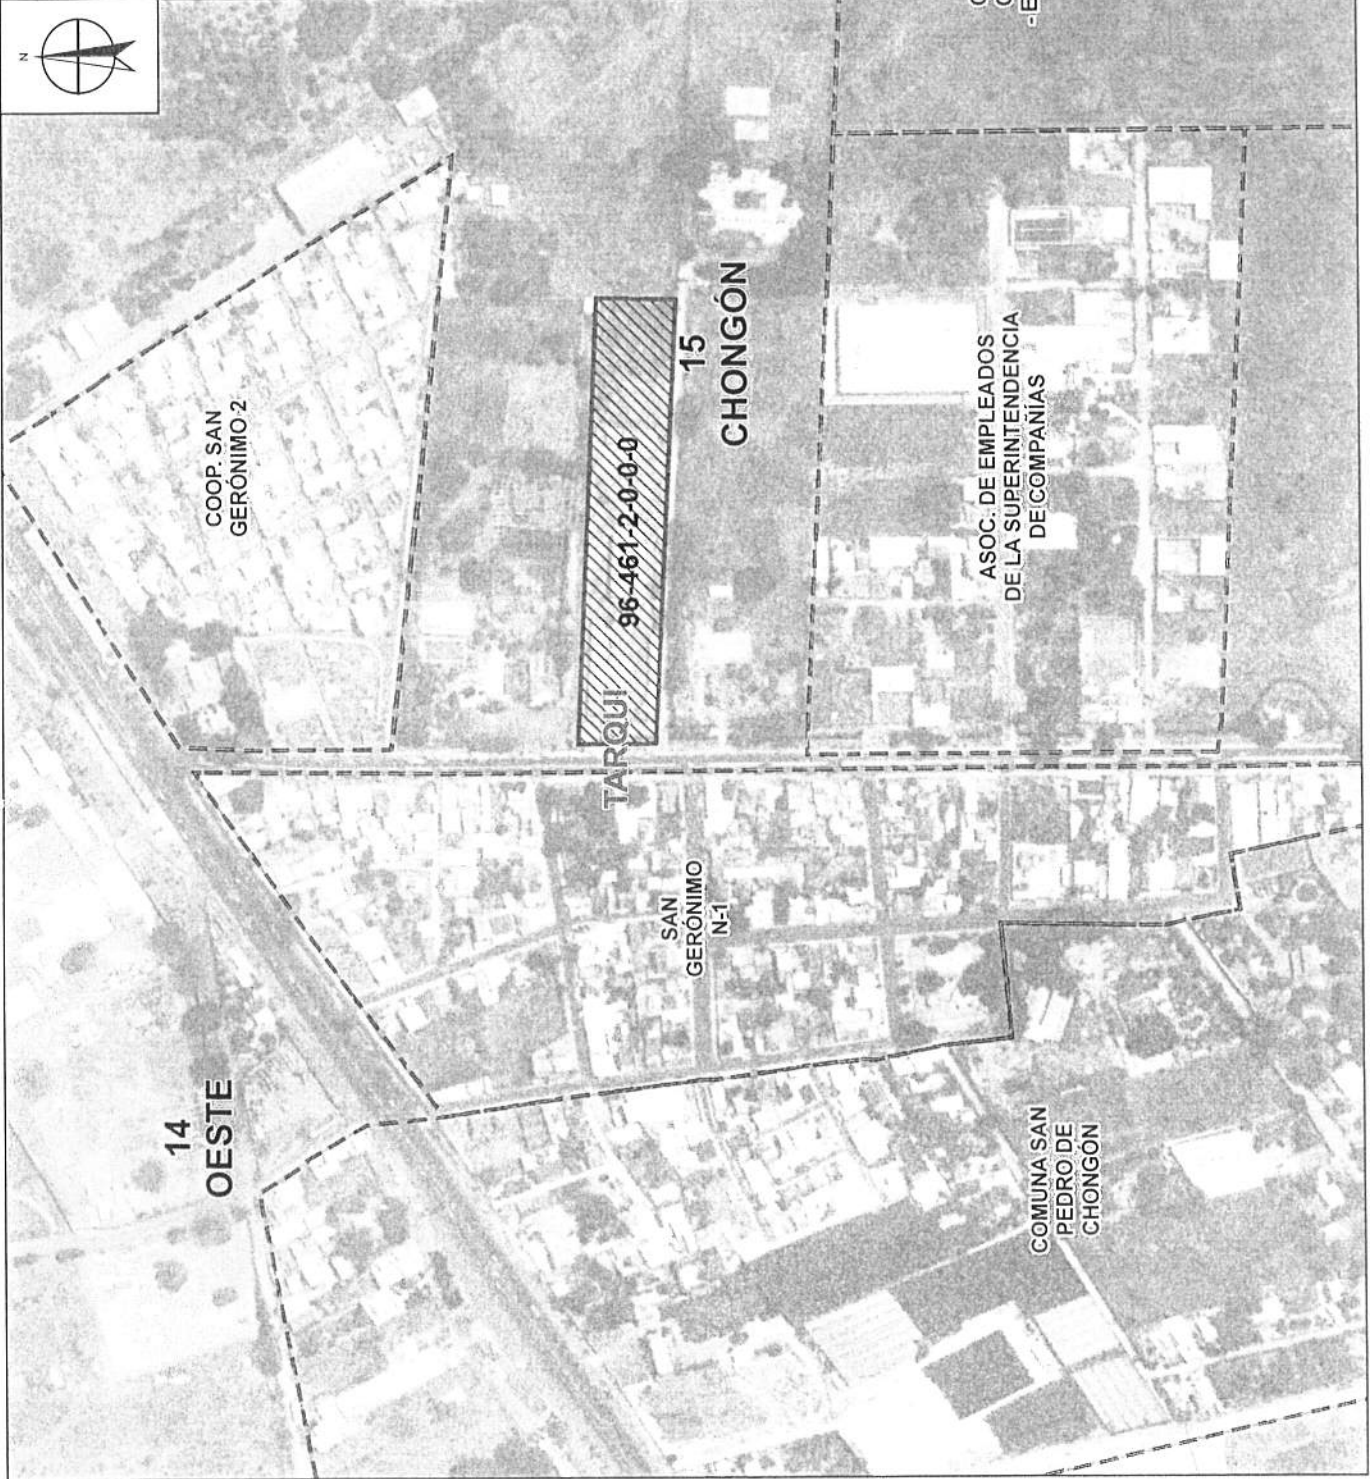 N
14
OESTE
COOP. SAN
GERÓNIMO 2
TARQUI
96-461-2-0-0-0
SAN
GERÓNIMO
N-1
15
CHONGÓN
COMUNA SAN
PEDRO DE
CHONGÓN
ASOC. DE EMPLEADOS
DE LA SUPERINTENDENCIA
DE COMPAÑÍAS